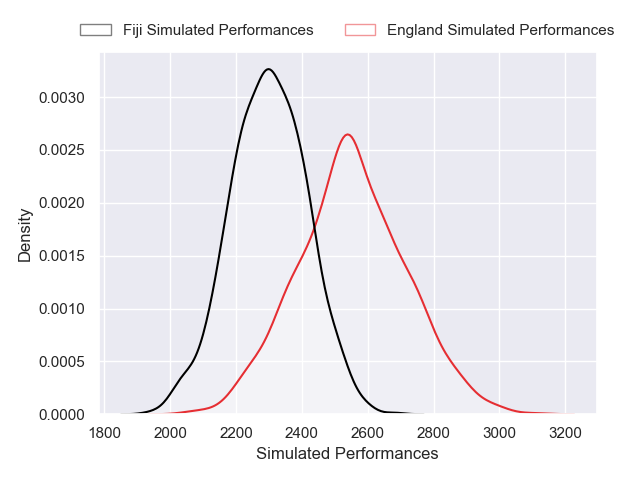 Fiji Simulated Performances England Simulated Performances
0.0030
0.0025
0.0020
0.0015
0.0010
0.0005
0.0000
Density
1800 2000 2200 2400 2600 2800 3000 3200
Simulated Performances